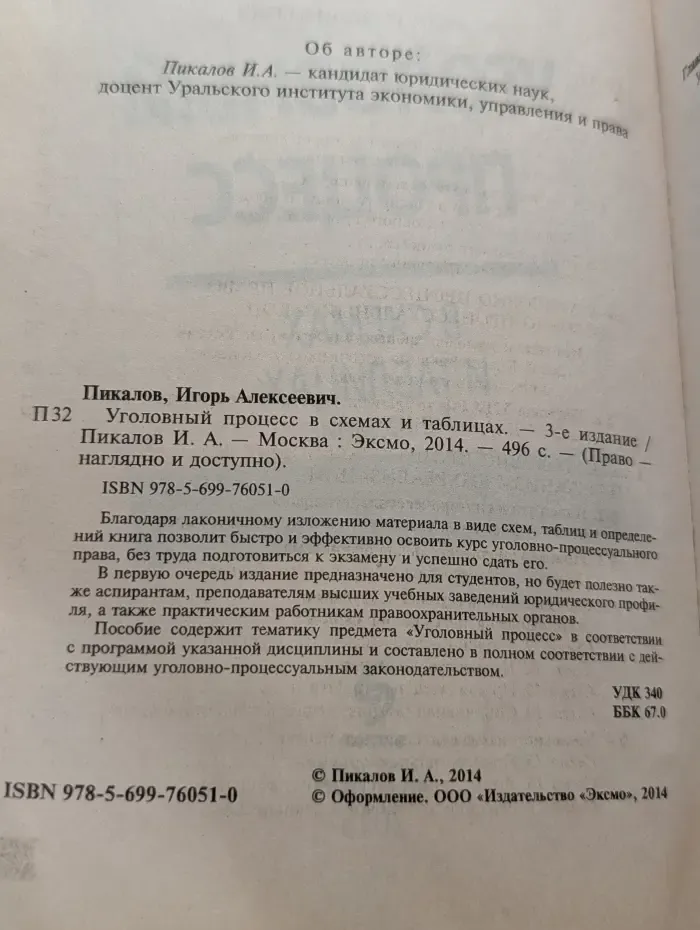 Об авторе:
Пикалов И.А. — кандидат юридических наук,
доцент Уральского института экономики, управления и права
Пикалов, Игорь Алексеевич.
П 32 Уголовный процесс в схемах и таблицах. — 3-е издание /
Пикалов И. А. — Москва : Эксмо, 2014. — 496 с. — (Право —
наглядно и доступно).
ISBN 978-5-699-76051-0
Благодаря лаконичному изложению материала в виде схем, таблиц и определе-
ний книга позволит быстро и эффективно освоить курс уголовно-процессуального
права, без труда подготовиться к экзамену и успешно сдать его.
В первую очередь издание предназначено для студентов, но будет полезно так-
же аспирантам, преподавателям высших учебных заведений юридического профи-
ля, а также практическим работникам правоохранительных органов.
Пособие содержит тематику предмета «Уголовный процесс» в соответствии
с программой указанной дисциплины и составлено в полном соответствии с дей-
ствующим уголовно-процессуальным законодательством.
УДК 340
ББК 67.0
© Пикалов И. А., 2014
ISBN 978-5-699-76051-0
© Оформление. ООО «Издательство «Эксмо», 2014